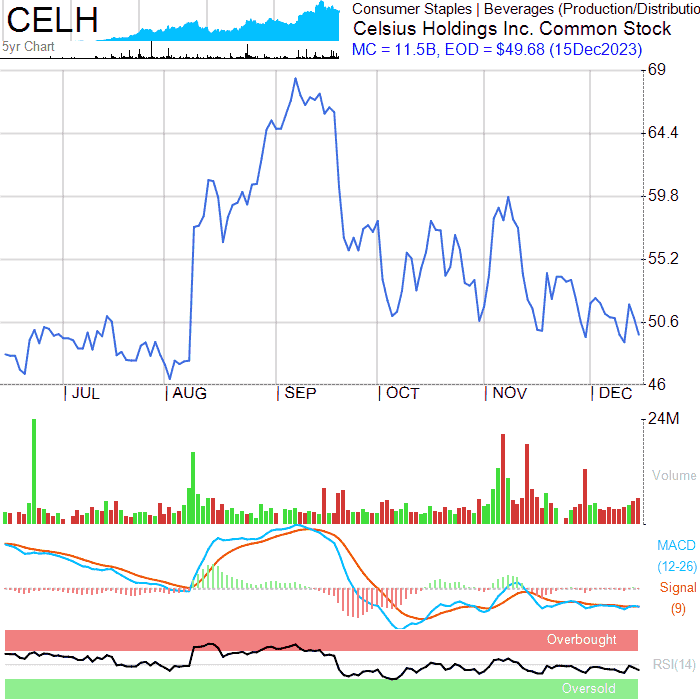 CELH
5yr Chart
Consumer Staples | Beverages (Production/Distributio
Celsius Holdings Inc. Common Stock
MC = 11.5B, EOD = $49.68 (15Dec2023)
69
64.4
59.8
55.2
50.6
46
JUL
AUG
SEP
OCT
NOV
DEC
24M
Volume
MACD
(12-26)
Signal
(9)
Overbought
RSI(14)
Oversold